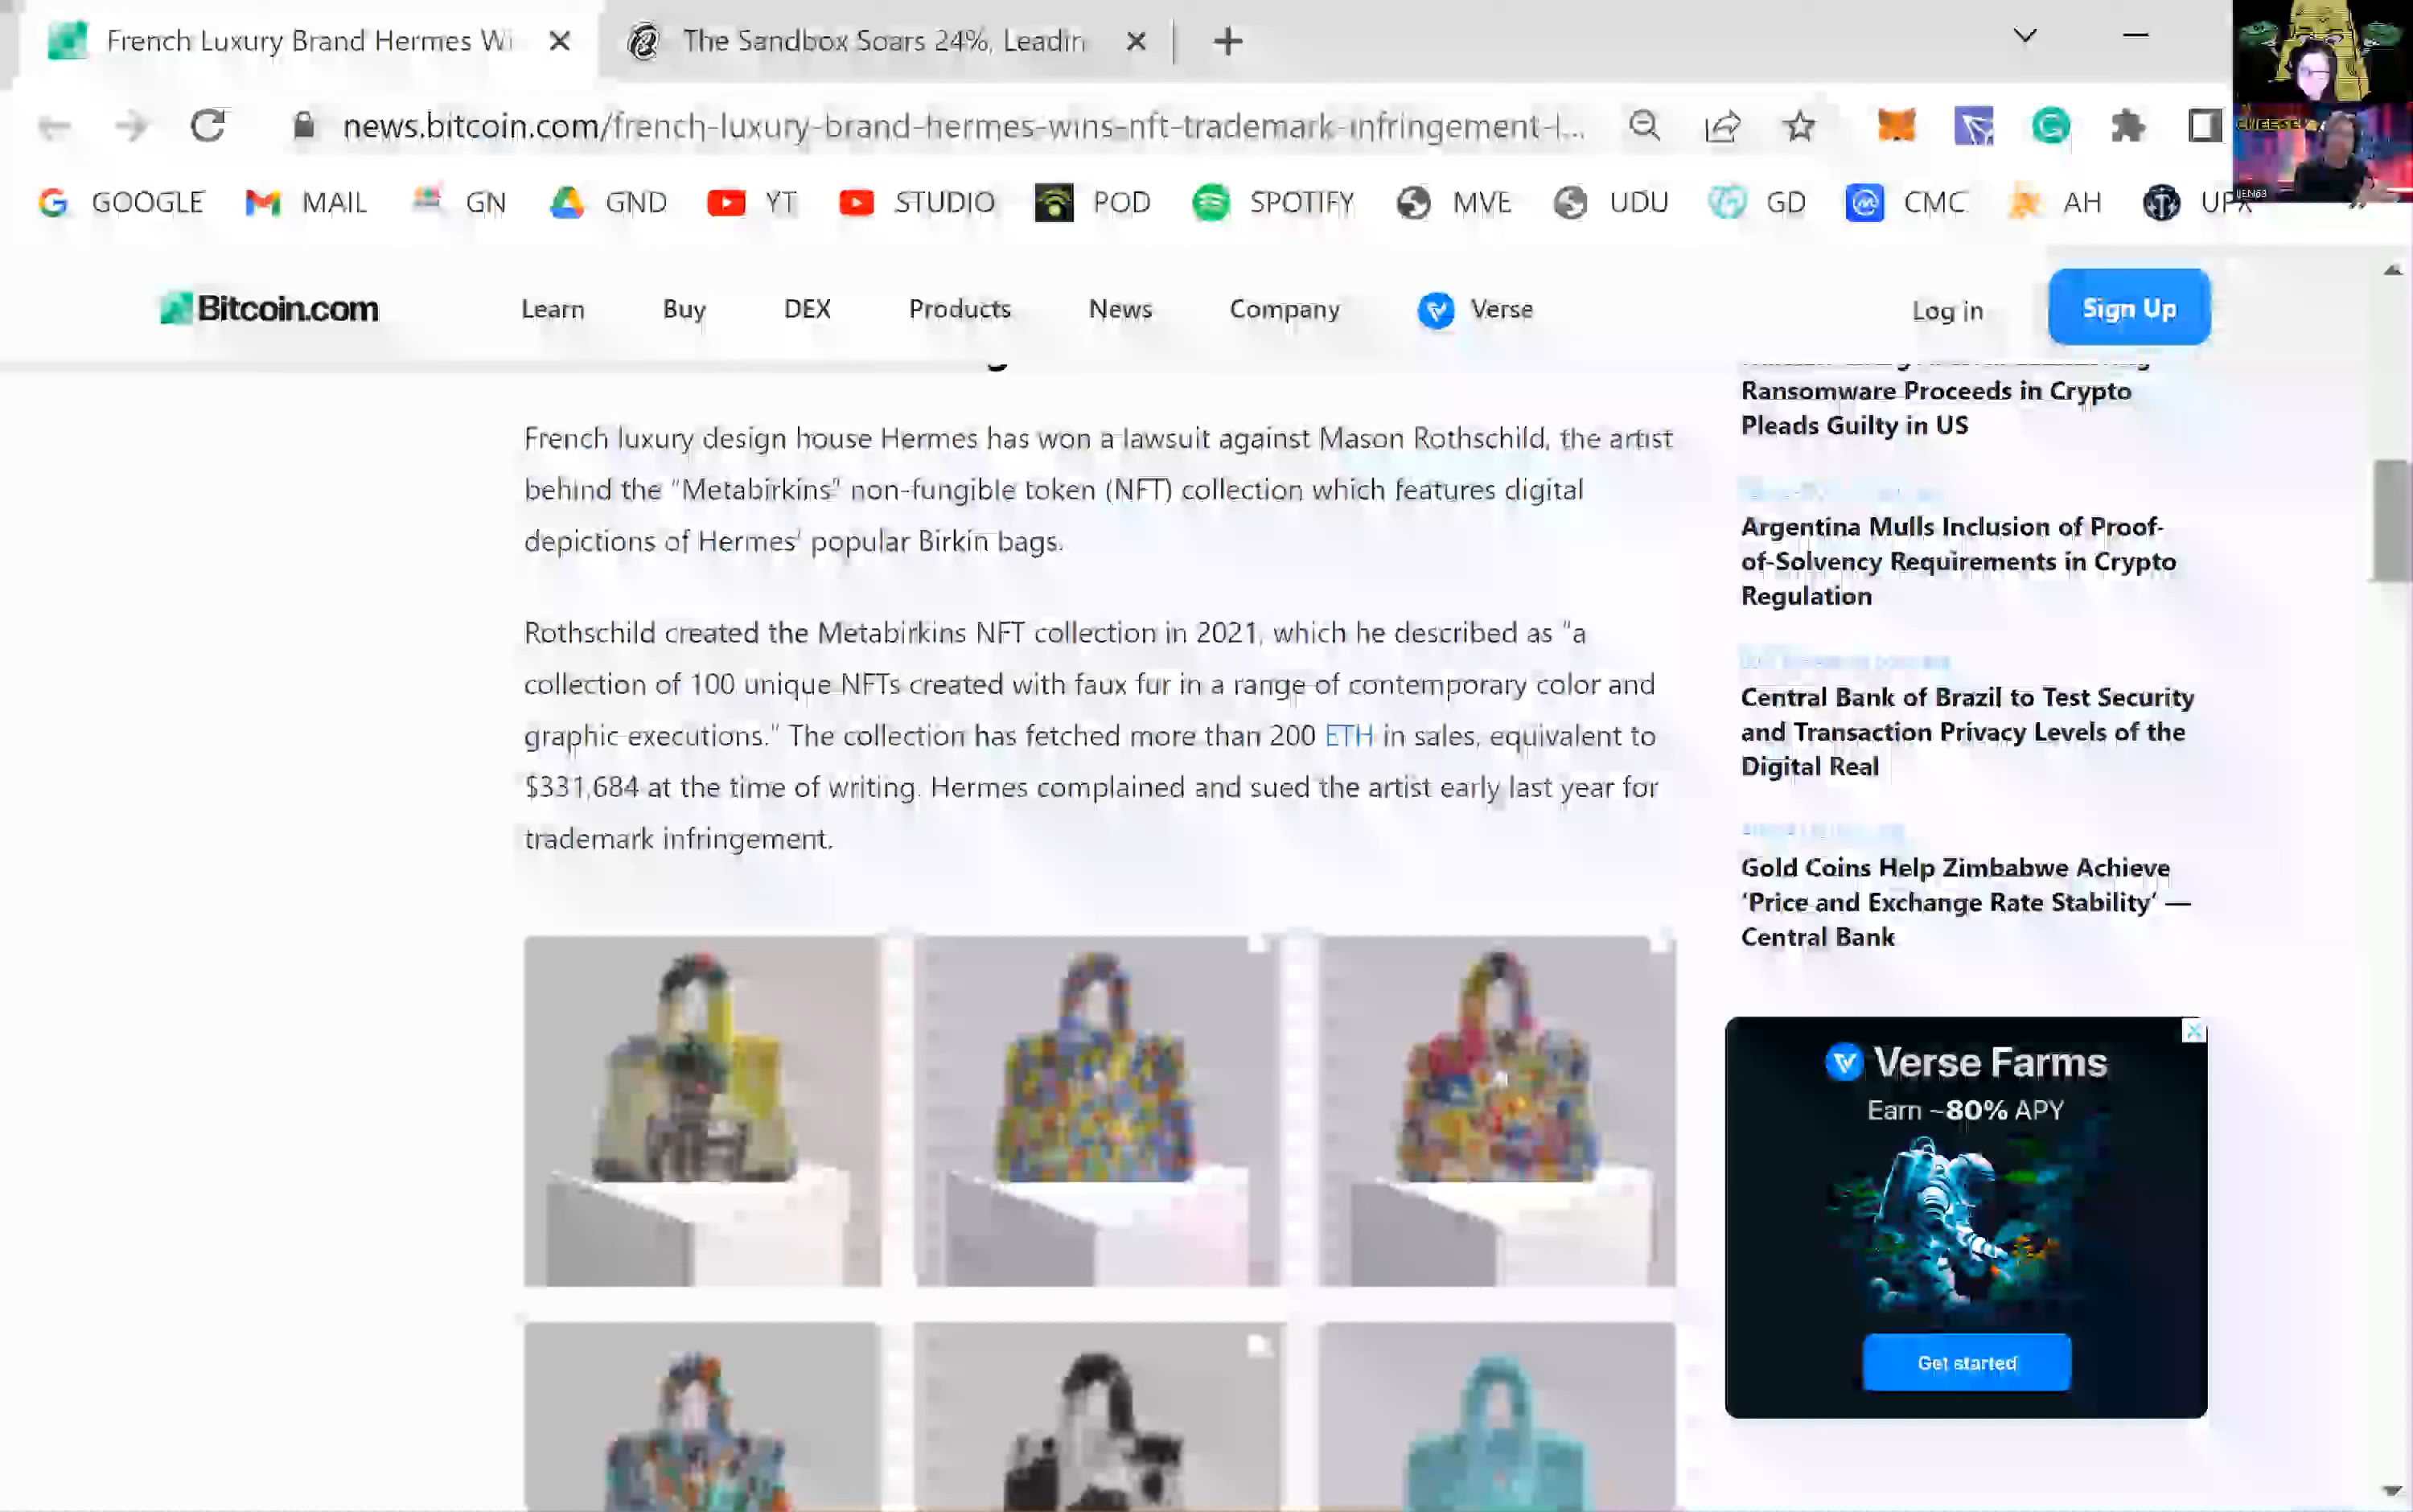 French Luxury Brand Hermes Wi
The Sandbox Soars 24%, Leadin
news.bitcoin.com/french-luxury-brand-hermes-wins-nft-trademark-infringement-l...
CHEESE
GOOGLE MAIL GN GND YT STUDIO POD SPOTIFY MVE UDU GD CMC AH UPX
Bitcoin.com
Learn Buy DEX Products News Company Verse
Log in Sign Up
French luxury design house Hermes has won a lawsuit against Mason Rothschild, the artist
behind the "Metabirkins" non-fungible token (NFT) collection which features digital
depictions of Hermes' popular Birkin bags.
Rothschild created the Metabirkins NFT collection in 2021, which he described as "a
collection of 100 unique NFTs created with faux fur in a range of contemporary color and
graphic executions." The collection has fetched more than 200 ETH in sales, equivalent to
$331,684 at the time of writing. Hermes complained and sued the artist early last year for
trademark infringement.
Ransomware Proceeds in Crypto
Pleads Guilty in US
Argentina Mulls Inclusion of Proof-
of-Solvency Requirements in Crypto
Regulation
Central Bank of Brazil to Test Security
and Transaction Privacy Levels of the
Digital Real
Gold Coins Help Zimbabwe Achieve
'Price and Exchange Rate Stability' —
Central Bank
Verse Farms
Earn ~80% APY
Get started